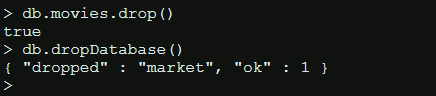 > db.movies.drop()
true
> db.dropDatabase()
{ "dropped" : "market", "ok" : 1 }
>